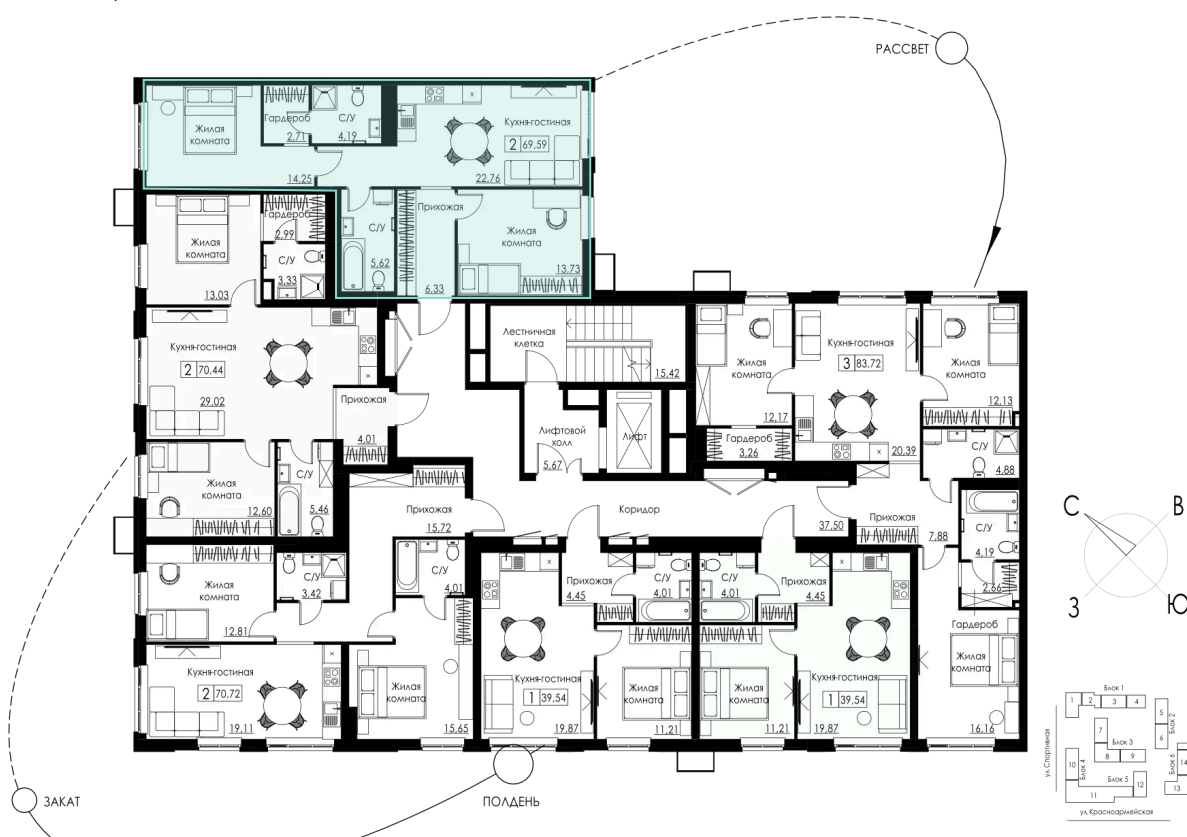 РАССВЕТ
Жилая
комната
14.25
Гардероб
2.71
С/У
4.19
Кухня-гостиная
2 69,59
22.76
Прихожая
6.33
С/У
5.62
Жилая
комната
13.73
Жилая
комната
13.03
Гардероб
2.99
С/У
3.33
Кухня-гостиная
2 70,44
29.02
Прихожая
4.01
Лестничная
клетка
15.42
Лифтовой
холл
5.67
Лифт
Жилая
комната
12.17
Гардероб
3.26
Кухня-гостиная
3 83,72
20.39
Жилая
комната
12.13
С/У
4.88
Жилая
комната
12.60
С/У
5.46
Прихожая
15.72
Коридор
37.50
Прихожая
7.88
С/У
4.19
2.66
Гардероб
Жилая
комната
16.16
Жилая
комната
12.81
С/У
3.42
С/У
4.01
Прихожая
4.45
С/У
4.01
С/У
4.01
Прихожая
4.45
Кухня-гостиная
2 70,72
19.11
Жилая
комната
15.65
Кухня-гостиная
1 39,54
19.87
Жилая
комната
11.21
Жилая
комната
11.21
Кухня-гостиная
1 39,54
19.87
ЗАКАТ
ПОЛДЕНЬ
С
В
З
Ю
Блок 1
1
2
3
4
5
6
Блок 2
7
Блок 3
8
9
10
Блок 4
Блок 5
11
12
Блок 6
14
13
ул.Спортивная
ул.Красноармейская